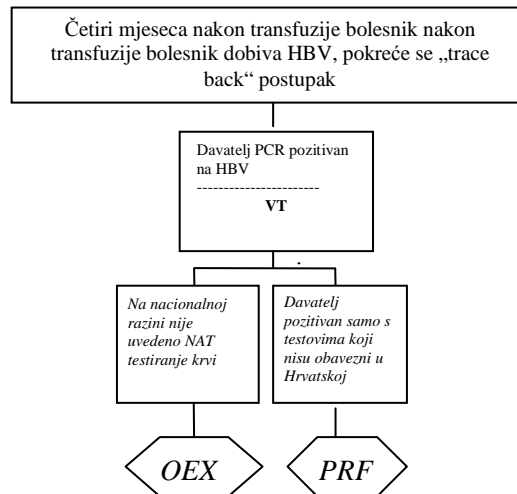 Četiri mjeseca nakon transfuzije bolesnik nakon
transfuzije bolesnik dobiva HBV, pokreće se „trace
back“ postupak
Davatelj PCR pozitivan
na HBV
-----------------------
VT
Na nacionalnoj
razini nije
uvedeno NAT
testiranje krvi
Davatelj
pozitivan samo s
testovima koji
nisu obavezni u
Hrvatskoj
OEX
PRF